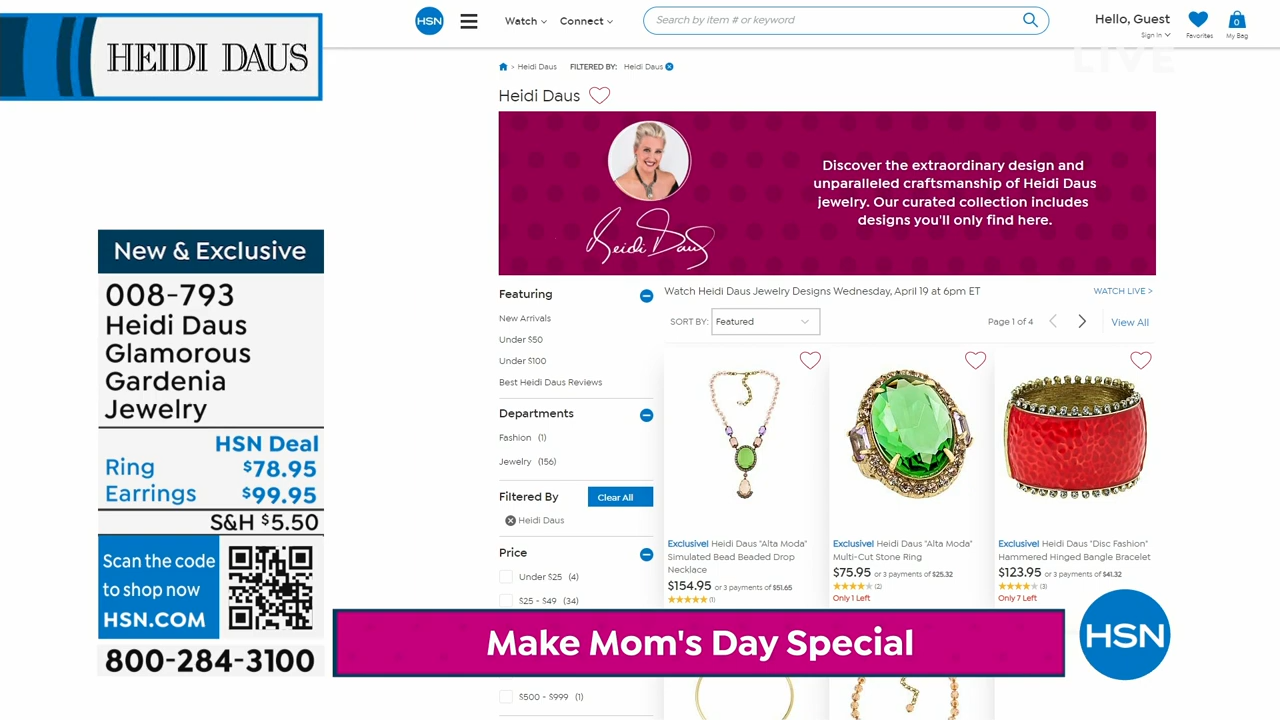 HEIDI DAUS
HSN
Watch
Connect
Search by item # or keyword
Hello, Guest
Sign In
Favorites
0
My Bag
LIVE
> Heidi Daus
FILTERED BY:
Heidi Daus
Heidi Daus
Discover the extraordinary design and
unparalleled craftsmanship of Heidi Daus
jewelry. Our curated collection includes
designs you'll only find here.
Heidi Daus
New & Exclusive
008-793
Heidi Daus
Glamorous
Gardenia
Jewelry
HSN Deal
Ring $78.95
Earrings $99.95
S&H $5.50
Scan the code
to shop now
HSN.COM
800-284-3100
Featuring
New Arrivals
Under $50
Under $100
Best Heidi Daus Reviews
Departments
Fashion (1)
Jewelry (156)
Filtered By
Clear All
Heidi Daus
Price
Under $25 (4)
$25 - $49 (34)
$500 - $999 (1)
Watch Heidi Daus Jewelry Designs Wednesday, April 19 at 6pm ET
WATCH LIVE >
SORT BY: Featured
Page 1 of 4
View All
Exclusive! Heidi Daus "Alta Moda"
Simulated Bead Beaded Drop
Necklace
$154.95 or 3 payments of $51.65
(1)
Exclusive! Heidi Daus "Alta Moda"
Multi-Cut Stone Ring
$75.95 or 3 payments of $25.32
(2)
Only 1 Left
Exclusive! Heidi Daus "Disc Fashion"
Hammered Hinged Bangle Bracelet
$123.95 or 3 payments of $41.32
(3)
Only 7 Left
Make Mom's Day Special
HSN